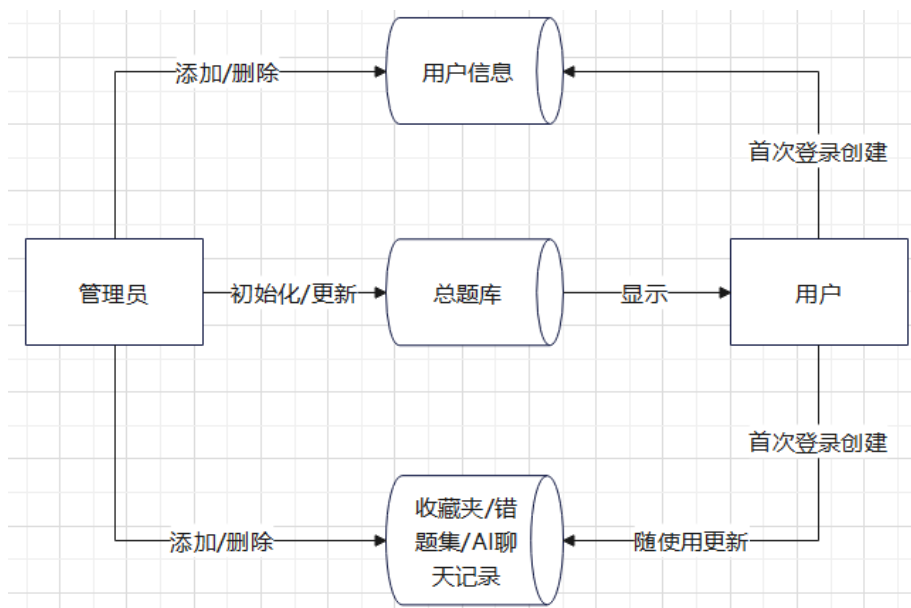 添加/删除
用户信息
首次登录创建
管理员
初始化/更新
总题库
显示
用户
首次登录创建
收藏夹/错
题集/AI聊
天记录
添加/删除
随使用更新